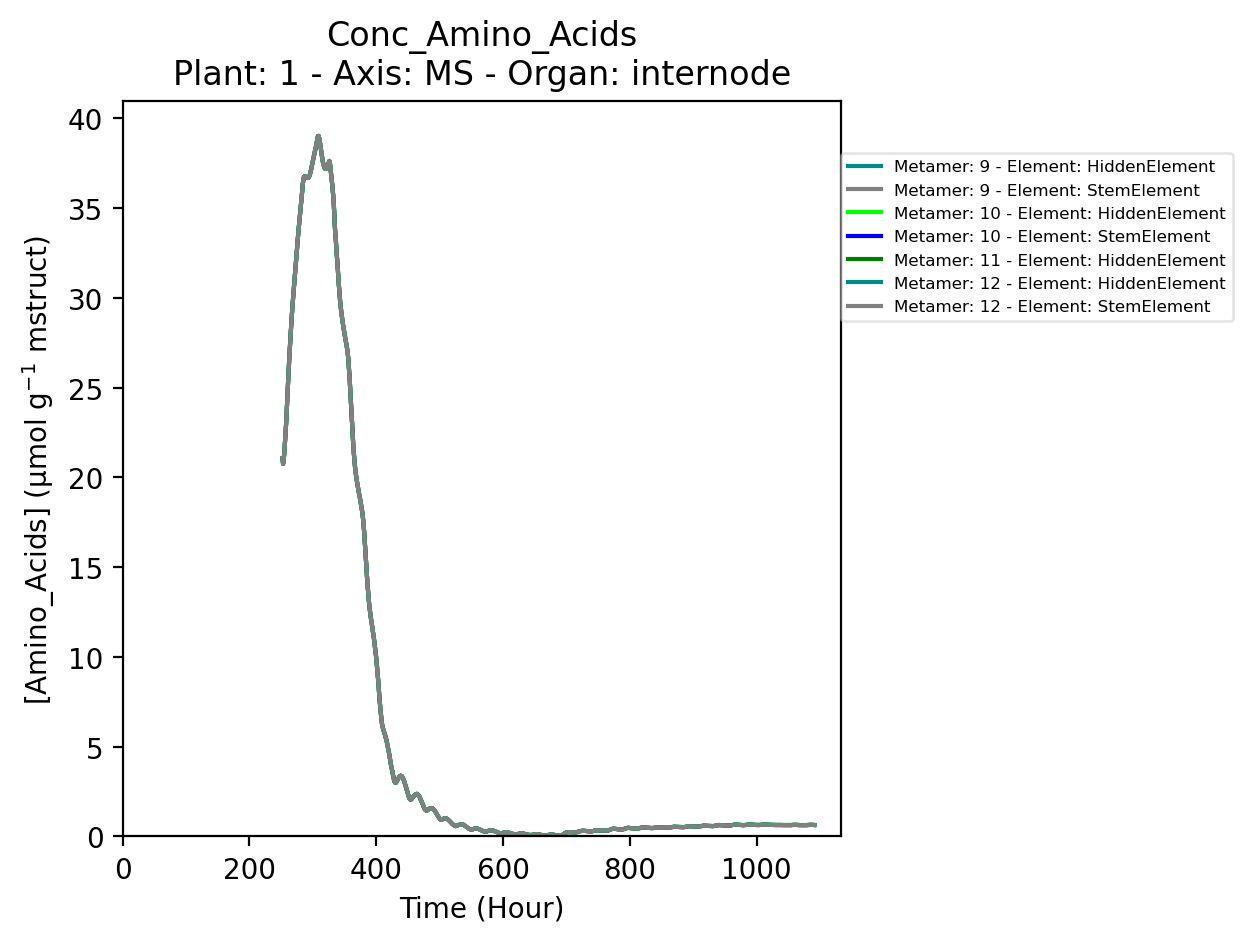 Conc_Amino_Acids
Plant: 1 - Axis: MS - Organ: internode
40
35
30
25
20
15
10
5
0
[Amino_Acids] (µmol g⁻¹ mstruct)
0 200 400 600 800 1000
Time (Hour)
Metamer: 9 - Element: HiddenElement
Metamer: 9 - Element: StemElement
Metamer: 10 - Element: HiddenElement
Metamer: 10 - Element: StemElement
Metamer: 11 - Element: HiddenElement
Metamer: 12 - Element: HiddenElement
Metamer: 12 - Element: StemElement